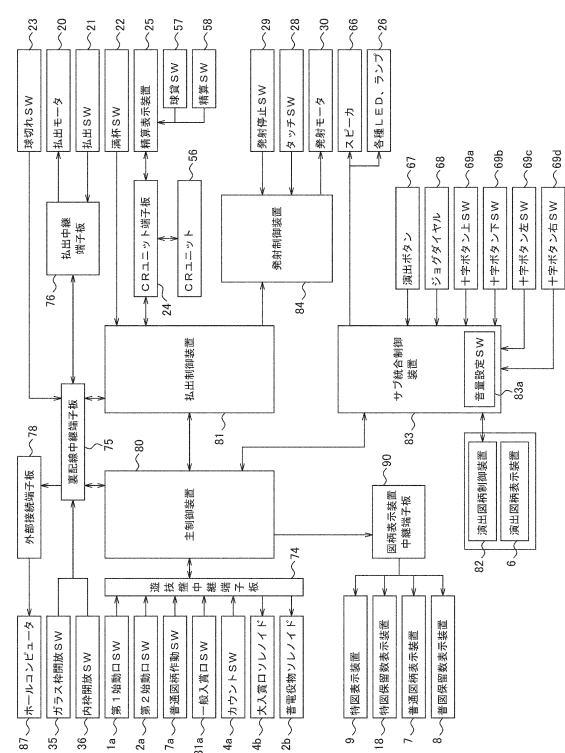 87
ホールコンピュータ
外部接続端子板
78
35
ガラス枠開放SW
36
内枠開放SW
裏配線中継端子板
75
払出中継
端子板
76
球切れSW
23
払出モータ
20
払出SW
21
満杯SW
22
精算表示装置
25
球貸SW
57
精算SW
58
CRユニット端子板
24
CRユニット
56
1a
第1始動口SW
2a
第2始動口SW
7a
普通図柄作動SW
31a
一般入賞口SW
4a
カウントSW
4b
大入賞口ソレノイド
2b
普電役物ソレノイド
遊技盤中継端子板
74
主制御装置
80
払出制御装置
81
発射制御装置
84
発射停止SW
29
タッチSW
28
発射モータ
30
スピーカ
66
各種LED、ランプ
26
サブ統合制御
装置
83
音量設定SW
83a
演出ボタン
67
ジョグダイヤル
68
十字ボタン上SW
69a
十字ボタン下SW
69b
十字ボタン左SW
69c
十字ボタン右SW
69d
図柄表示装置
中継端子板
90
9
特図表示装置
18
特図保留数表示装置
7
普通図柄表示装置
8
普図保留数表示装置
演出図柄制御装置
82
演出図柄表示装置
6